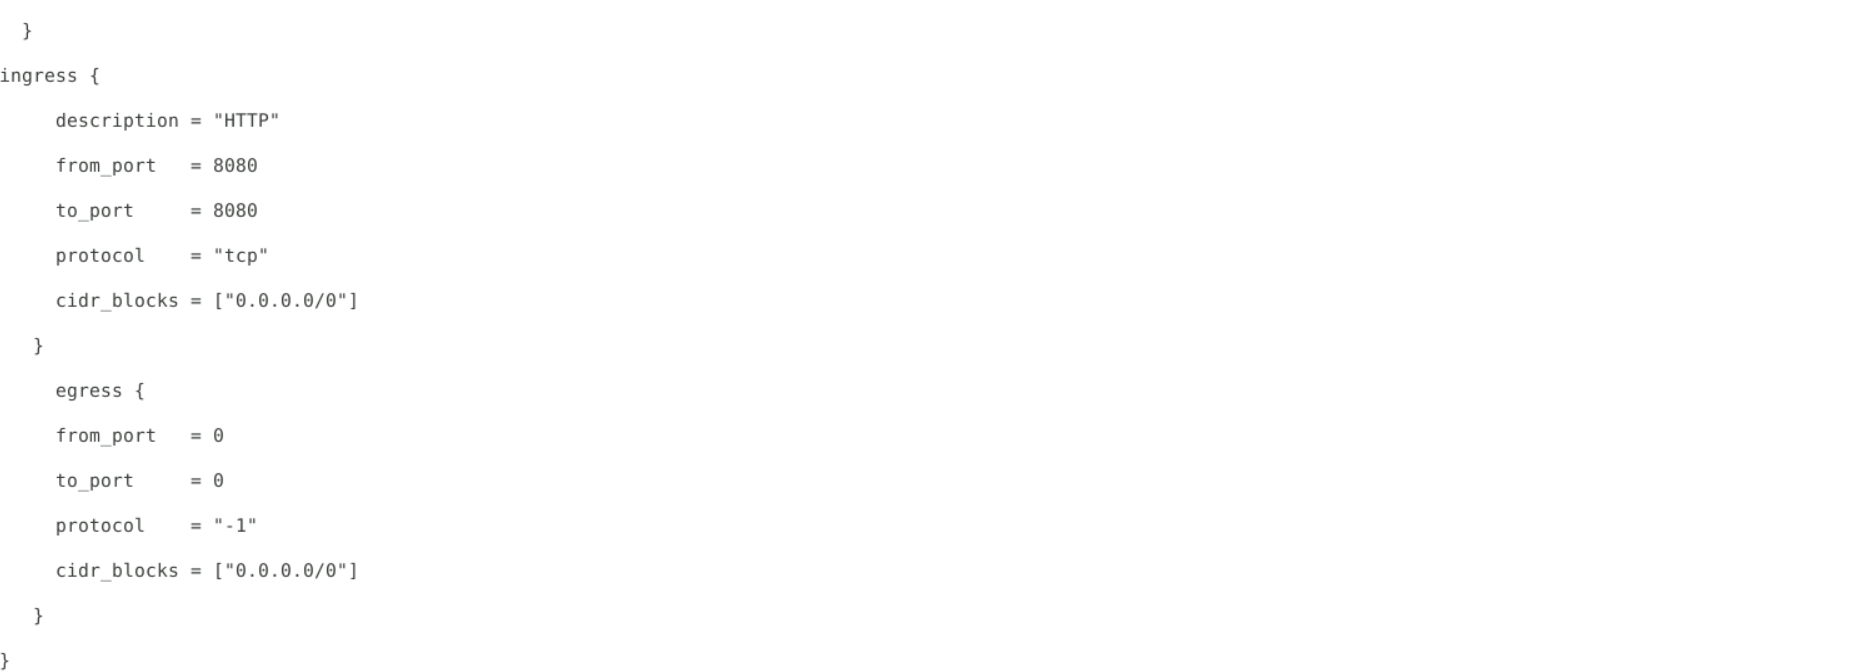 }
ingress {
description = "HTTP"
from_port = 8080
to_port = 8080
protocol = "tcp"
cidr_blocks = ["0.0.0.0/0"]
}
egress {
from_port = 0
to_port = 0
protocol = "-1"
cidr_blocks = ["0.0.0.0/0"]
}
}